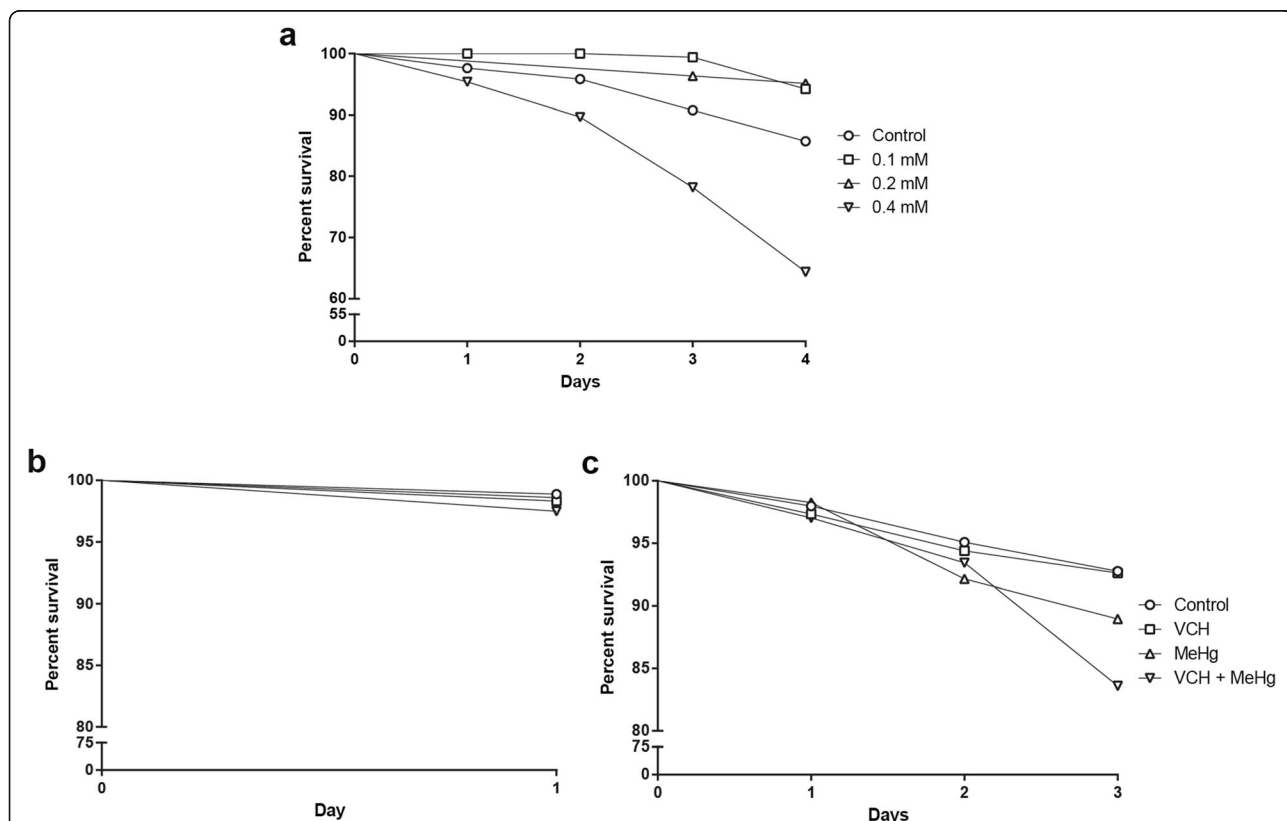 a
100
90
80
70
60
55
0
Percent survival
0 1 2 3 4
Days
Control
0.1 mM
0.2 mM
0.4 mM
b
100
95
90
85
80
75
0
Percent survival
0 1
Day
c
100
95
90
85
80
75
0
Percent survival
0 1 2 3
Days
Control
VCH
MeHg
VCH + MeHg